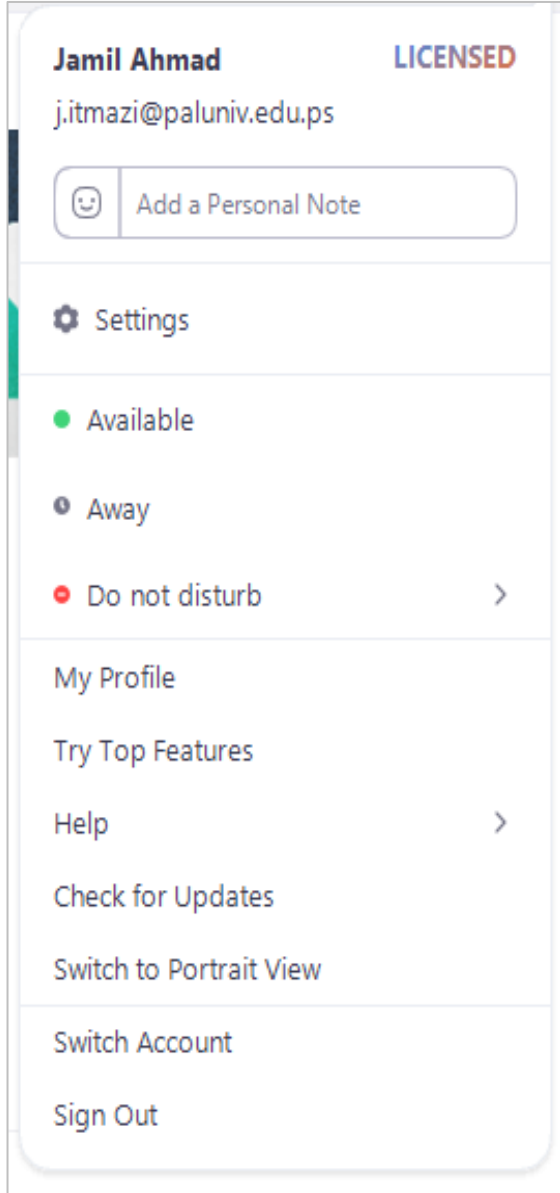 Jamil Ahmad LICENSED
j.itmazi@paluniv.edu.ps
Add a Personal Note
Settings
Available
Away
Do not disturb
My Profile
Try Top Features
Help
Check for Updates
Switch to Portrait View
Switch Account
Sign Out